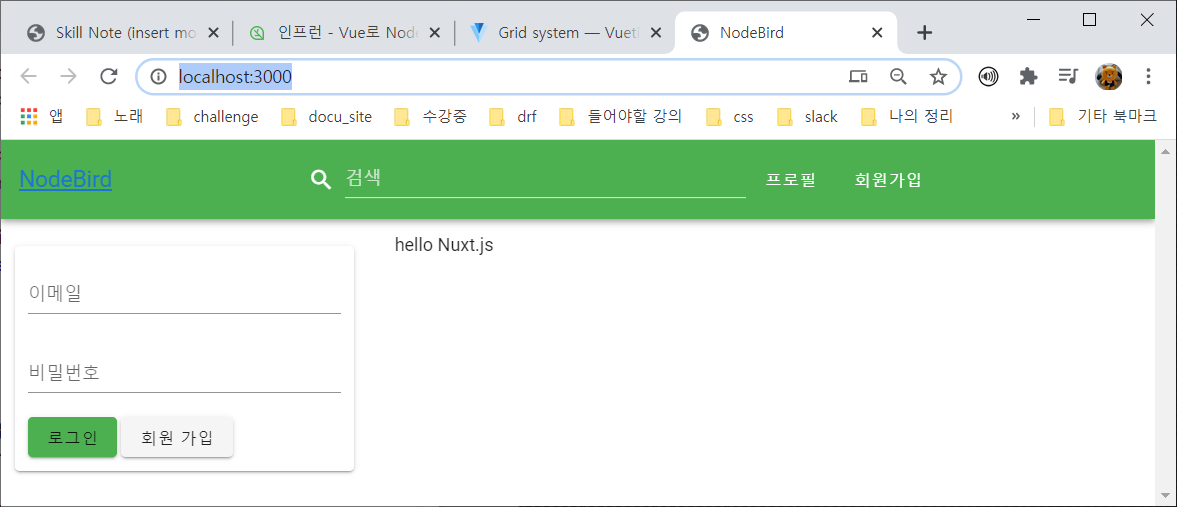 Skill Note (insert mo
인프런 - Vue로 Node
Grid system — Vueti
NodeBird
localhost:3000
앱 노래 challenge docu_site 수강중 drf 들어야할 강의 css slack 나의 정리 » 기타 북마크
NodeBird 검색 프로필 회원가입
hello Nuxt.js
이메일
비밀번호
로그인 회원 가입